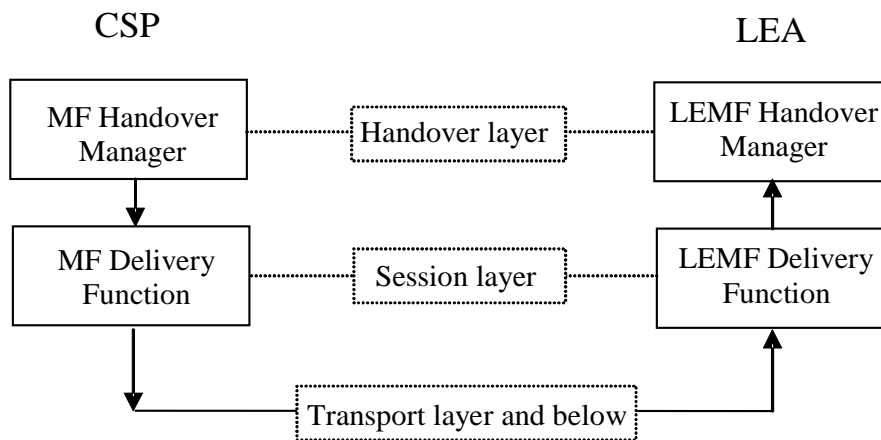 CSP
LEA
MF Handover
Manager
Handover layer
LEMF Handover
Manager
MF Delivery
Function
Session layer
LEMF Delivery
Function
Transport layer and below